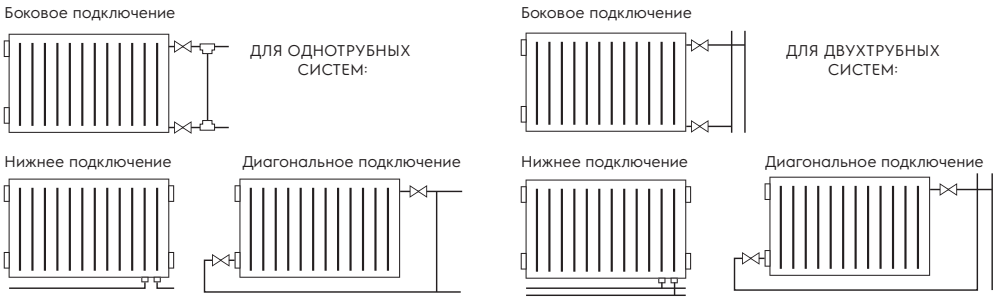 Боковое подключение
ДЛЯ ОДНОТРУБНЫХ
СИСТЕМ:
Нижнее подключение
Диагональное подключение
Боковое подключение
ДЛЯ ДВУХТРУБНЫХ
СИСТЕМ:
Нижнее подключение
Диагональное подключение